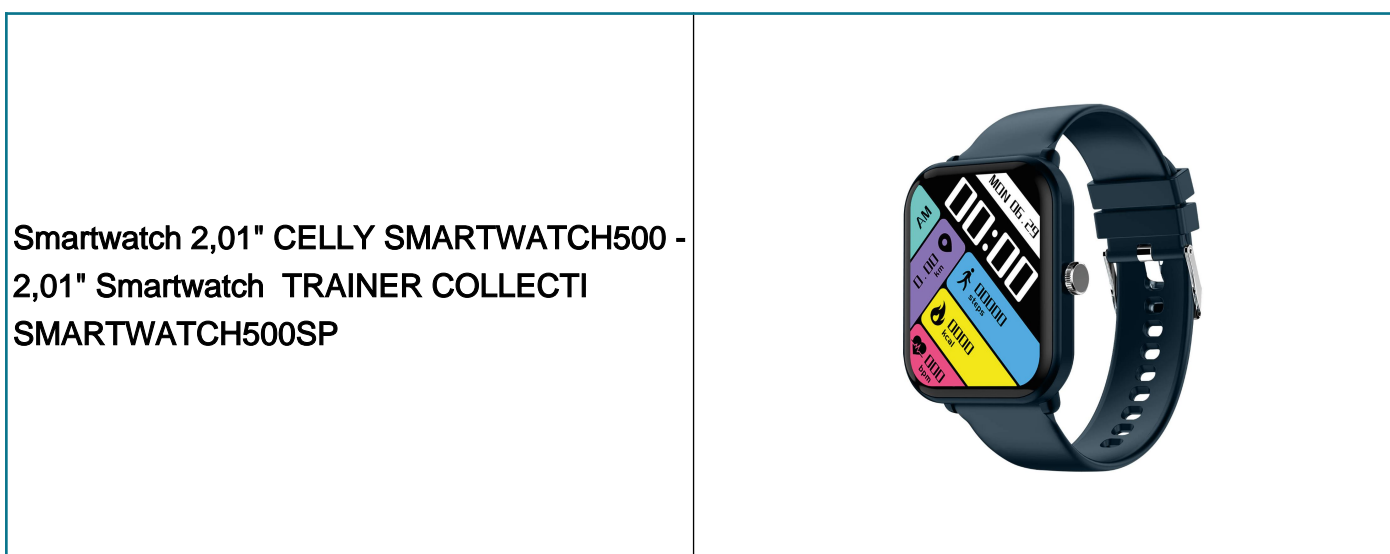 Smartwatch 2,01" CELLY SMARTWATCH500 -
2,01" Smartwatch  TRAINER COLLECTI
SMARTWATCH500SP
MON 06.29
00:00
AM
0.00
km
00000
steps
0000
kcal
000
bpm